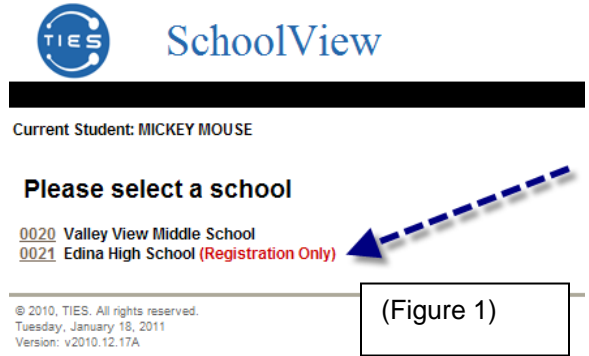 TIES
SchoolView
Current Student: MICKEY MOUSE
Please select a school
0020 Valley View Middle School
0021 Edina High School (Registration Only)
© 2010, TIES. All rights reserved.
Tuesday, January 18, 2011
Version: v2010.12.17A
(Figure 1)